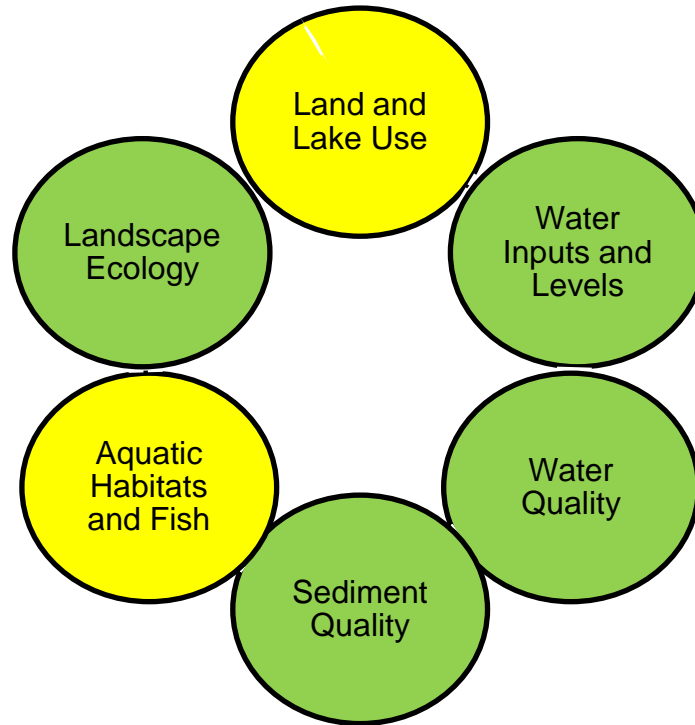 Land and
Lake Use
Water
Inputs and
Levels
Water
Quality
Sediment
Quality
Aquatic
Habitats
and Fish
Landscape
Ecology